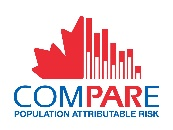 COMPARE
POPULATION ATTRIBUTABLE RISK